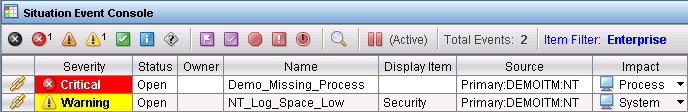 Situation Event Console
1 1 ? (Active) Total Events: 2 Item Filter: Enterprise
Severity Status Owner Name Display Item Source Impact
Critical Open Demo_Missing_Process Primary:DEMOITM:NT Process
Warning Open NT_Log_Space_Low Security Primary:DEMOITM:NT System